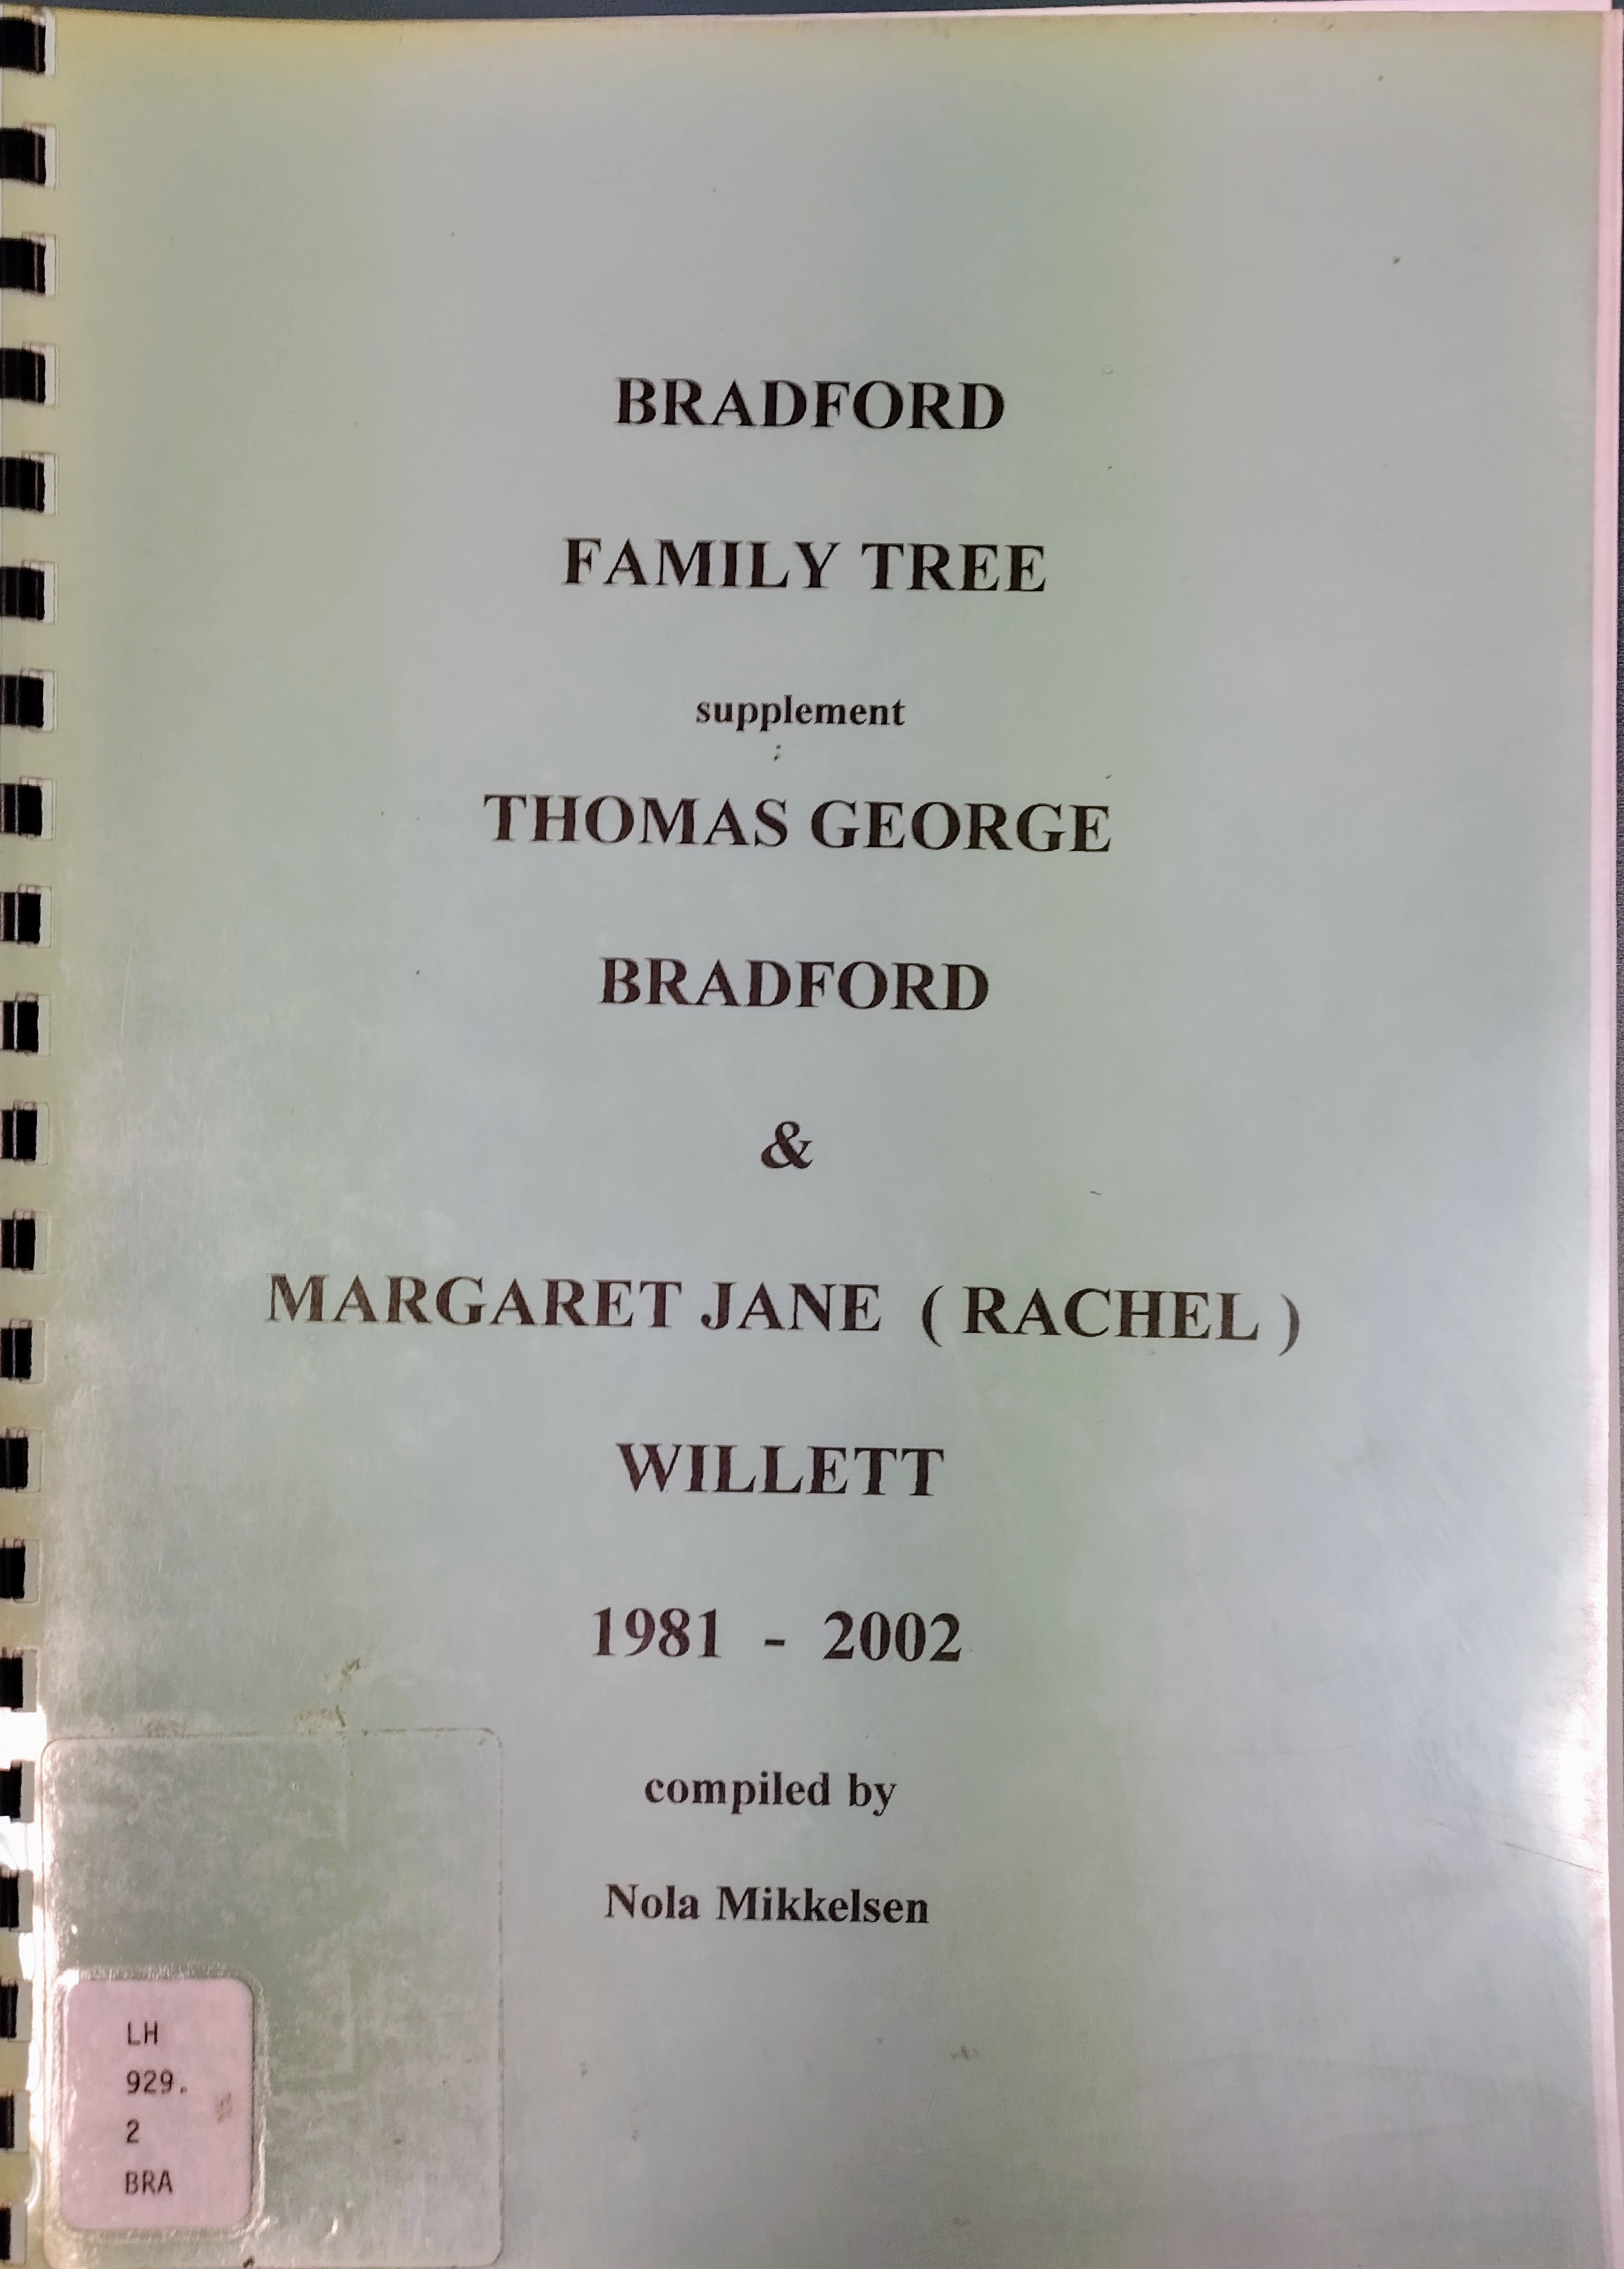 BRADFORD
FAMILY TREE
supplement
THOMAS GEORGE
BRADFORD
&
MARGARET JANE ( RACHEL )
WILLETT
1981 - 2002
compiled by
Nola Mikkelsen
LH
929.
2
BRA